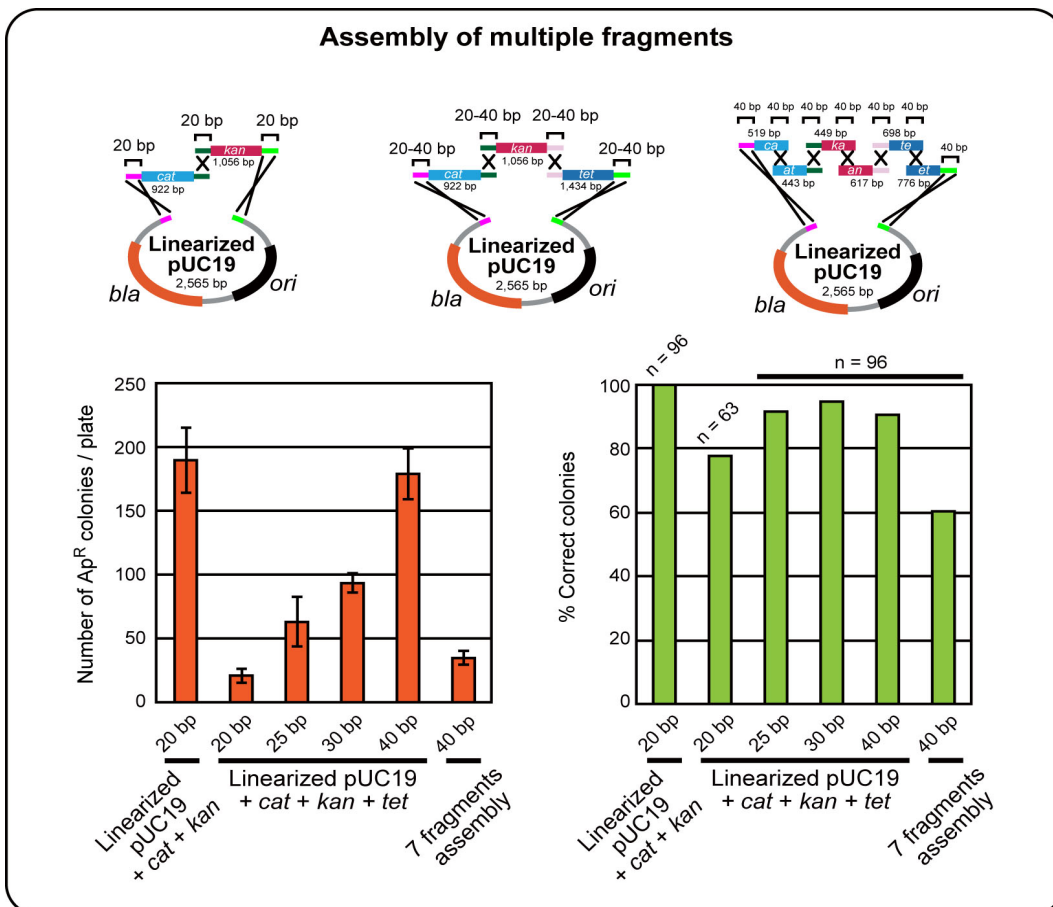 Assembly of multiple fragments
20 bp
20 bp
20 bp
kan
1,056 bp
cat
922 bp
Linearized
pUC19
2,565 bp
bla
ori
20-40 bp
20-40 bp
20-40 bp
20-40 bp
kan
1,056 bp
cat
922 bp
tet
1,434 bp
Linearized
pUC19
2,565 bp
bla
ori
40 bp 40 bp 40 bp 40 bp 40 bp 40 bp
519 bp 449 bp 698 bp
40 bp
ca ka te
at an et
443 bp 617 bp 776 bp
Linearized
pUC19
2,565 bp
bla
ori
Number of Ap^R colonies / plate
250
200
150
100
50
0
20 bp
20 bp
25 bp
30 bp
40 bp
40 bp
Linearized
pUC19
+ cat + kan
Linearized pUC19
+ cat + kan + tet
7 fragments
assembly
% Correct colonies
n = 96
n = 63
n = 96
100
80
60
40
20
0
20 bp
20 bp
25 bp
30 bp
40 bp
40 bp
Linearized
pUC19
+ cat + kan
Linearized pUC19
+ cat + kan + tet
7 fragments
assembly